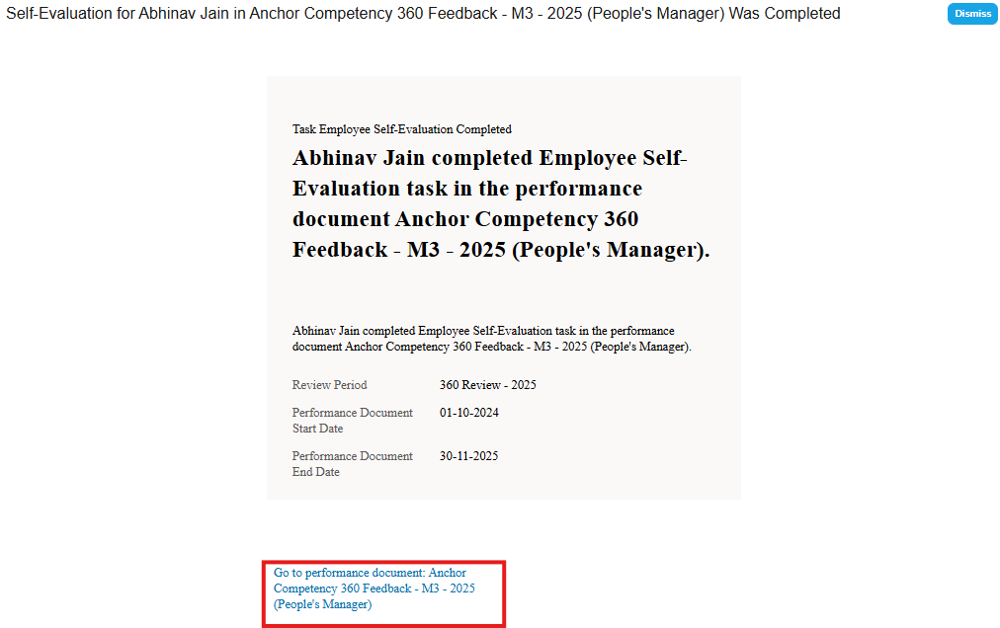 Self-Evaluation for Abhinav Jain in Anchor Competency 360 Feedback - M3 - 2025 (People's Manager) Was Completed
Dismiss
Task Employee Self-Evaluation Completed
Abhinav Jain completed Employee Self-
Evaluation task in the performance
document Anchor Competency 360
Feedback - M3 - 2025 (People's Manager).
Abhinav Jain completed Employee Self-Evaluation task in the performance
document Anchor Competency 360 Feedback - M3 - 2025 (People's Manager).
Review Period 360 Review - 2025
Performance Document 01-10-2024
Start Date
Performance Document 30-11-2025
End Date
Go to performance document: Anchor
Competency 360 Feedback - M3 - 2025
(People's Manager)